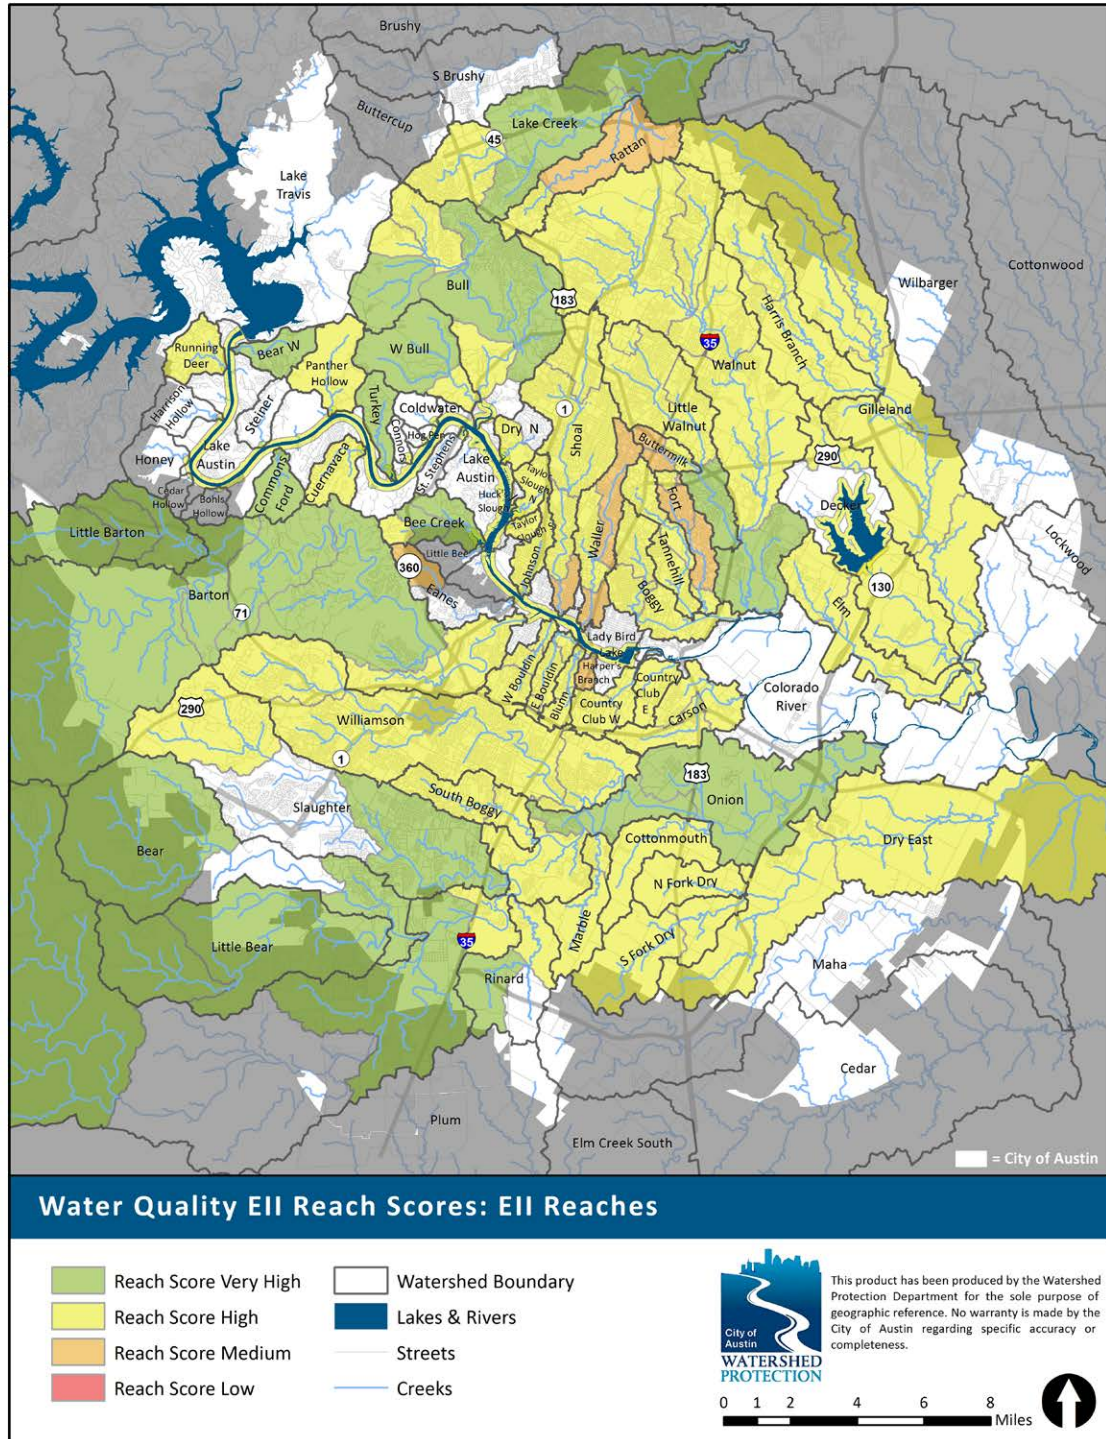 Brushy
S Brushy
Buttercup
Lake Creek
45
Rattan
Lake
Travis
Cottonwood
Wilbarger
Bull
183
Harris Branch
35
Running
Deer
Bear W
W Bull
Panther
Hollow
Walnut
Harrison
Hollow
Steiner
Turkey
Coldwater
1
Little
Walnut
Gilleland
Connors
Hog Pen
St. Stephens
Dry N
Shoal
Lake
Austin
Honey
Lake
Austin
Buttermilk
290
Cedar
Hollow
Bohls
Hollow
Commons
Ford
Cuernavaca
Huck's
Slough
Taylor
Slough
N
Fort
Decker
Little Barton
Bee Creek
Taylor
Slough S
Waller
Lockwood
Little Bee
360
Eanes
Johnson
Tannehill
Boggy
130
Elm
Barton
71
Lady Bird
Lake
Harper's
Branch
W Bouldin
E Bouldin
Blunn
Country
Club W
Country
Club
E
Carson
Colorado
River
290
Williamson
1
183
Onion
Slaughter
South Boggy
Cottonmouth
Dry East
Bear
N Fork Dry
Marble
S Fork Dry
Little Bear
35
Rinard
Maha
Cedar
Plum
Elm Creek South
= City of Austin
Water Quality EII Reach Scores: EII Reaches
Reach Score Very High
Reach Score High
Reach Score Medium
Reach Score Low
Watershed Boundary
Lakes & Rivers
Streets
Creeks
City of
Austin
WATERSHED
PROTECTION
This product has been produced by the Watershed
Protection Department for the sole purpose of
geographic reference. No warranty is made by the
City of Austin regarding specific accuracy or
completeness.
0 1 2 4 6 8
Miles